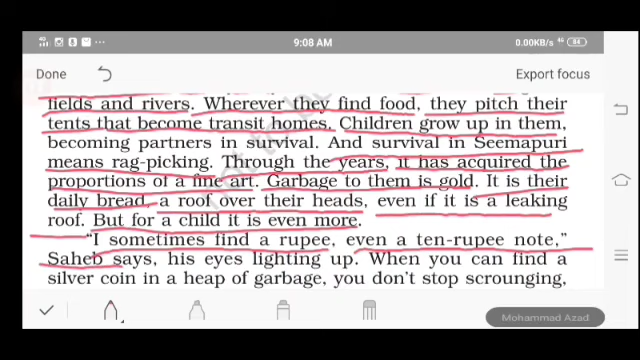 9:08 AM
0.00KB/s
Done
Export focus
fields and rivers. Wherever they find food, they pitch their
tents that become transit homes. Children grow up in them,
becoming partners in survival. And survival in Seemapuri
means rag-picking. Through the years, it has acquired the
proportions of a fine art. Garbage to them is gold. It is their
daily bread, a roof over their heads, even if it is a leaking
roof. But for a child it is even more.
“I sometimes find a rupee, even a ten-rupee note,”
Saheb says, his eyes lighting up. When you can find a
silver coin in a heap of garbage, you don’t stop scrounging,
Mohammad Azad